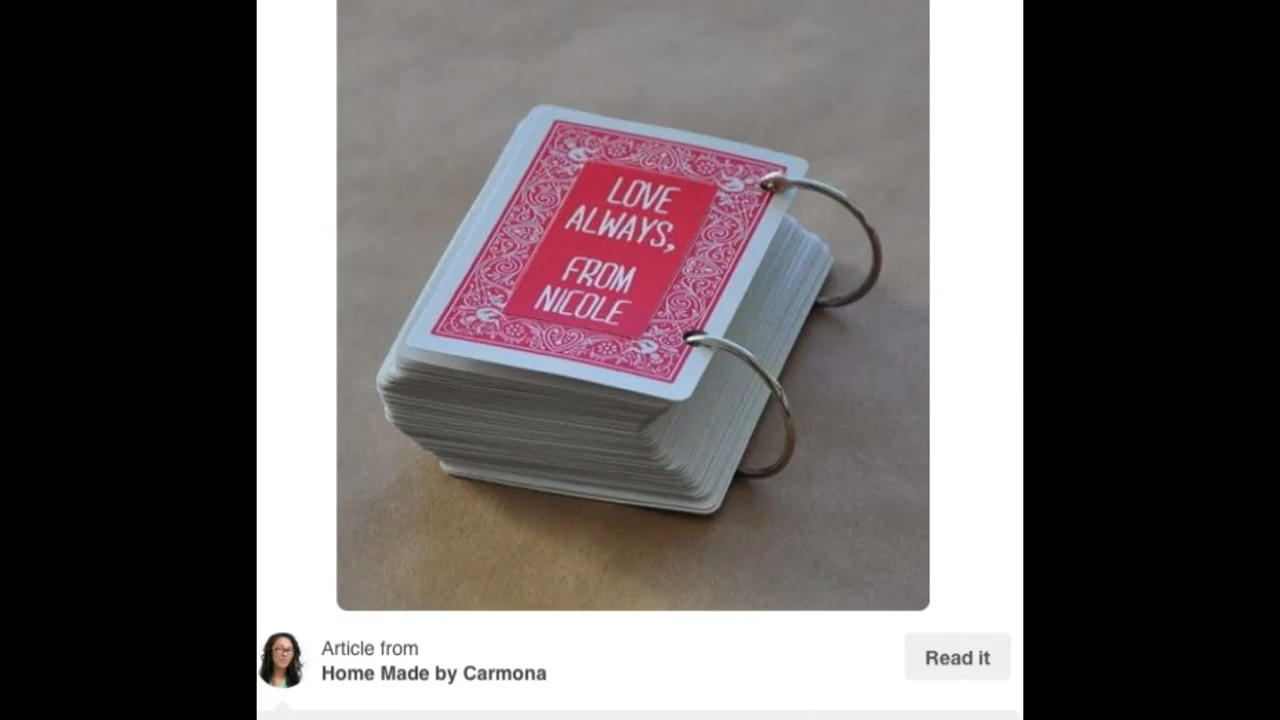 LOVE
ALWAYS,
FROM
NICOLE
Article from
Home Made by Carmona
Read it